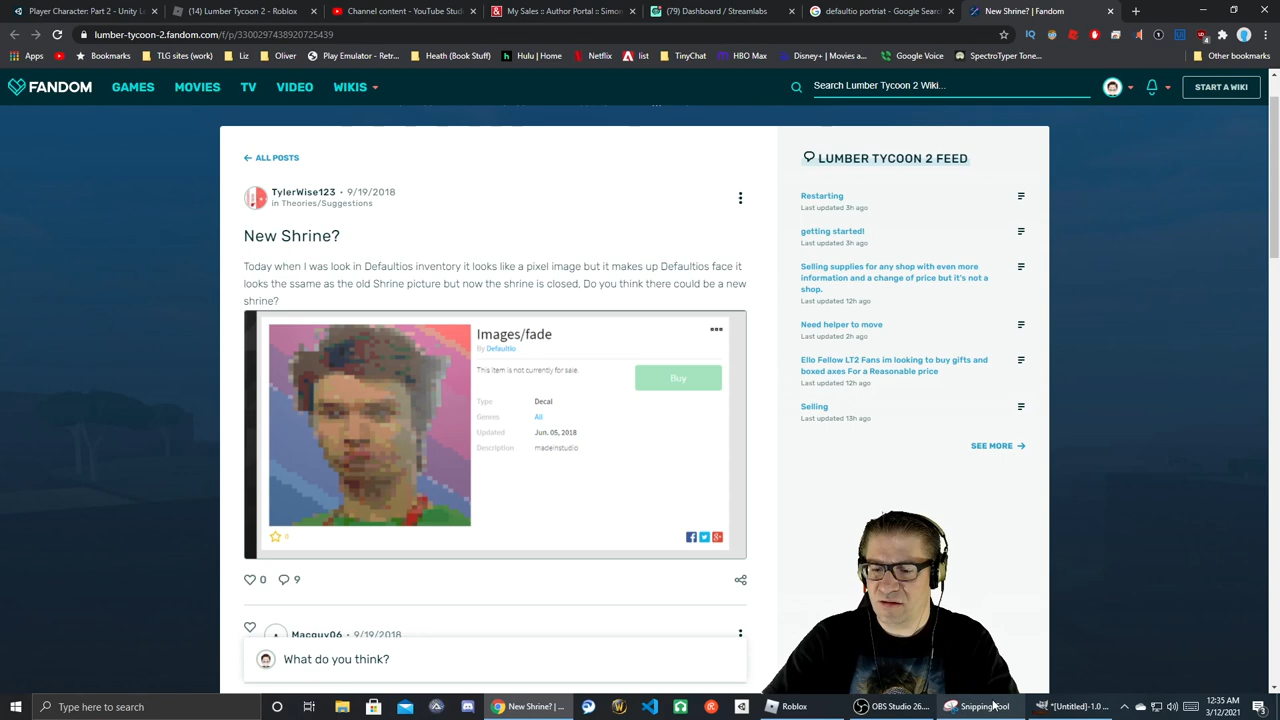 Player Character: Part 2 - Unity Le
(14) Lumber Tycoon 2 - Roblox
Channel content - YouTube Stud
My Sales :: Artist Portal :: Simon
(79) Dashboard / Streamlabs
defaultio - Google Search
New Shrine? |
lumber-tycoon-2.fandom.com/f/p/3300297438920725439
Apps
Bookmarks
TLG sites (work)
Liz
Oliver
Play Emulator - Retr...
Heath (Book Stuff)
Hulu | Home
Netflix
list
TinyChat
HBO Max
Disney+ | Movies a...
Google Voice
SpectroTyper Tone...
Other bookmarks
FANDOM
GAMES
MOVIES
TV
VIDEO
WIKIS
Search Lumber Tycoon 2 Wiki...
START A WIKI
ALL POSTS
TylerWise123 • 9/19/2018
in Theories/Suggestions
New Shrine?
Today when I was look in Defaultios inventory it looks like a pixel image but it makes up Defaultios face it
looks the same as the old Shrine picture but now the shrine is closed. Do you think there could be a new
shrine?
Images/fade
By Defaultio
This item is not currently for sale.
Buy
Type Decal
Genres All
Updated Jun. 05, 2018
Description madeinstudio
0
0
9
Macguy06 • 9/19/2018
What do you think?
LUMBER TYCOON 2 FEED
Restarting
Last updated 3h ago
getting started!
Last updated 3h ago
Selling supplies for any shop with even more
information and a change of price but it's not a
shop.
Last updated 12h ago
Need helper to move
Last updated 2h ago
Ello Fellow LT2 Fans im looking to buy gifts and
boxed axes For a Reasonable price
Last updated 12h ago
Selling
Last updated 13h ago
SEE MORE
Type here to search
New Shrine? | ...
Roblox
OBS Studio 26....
Snipping Tool
*[Untitled]-1.0 ...
12:35 AM
3/12/2021